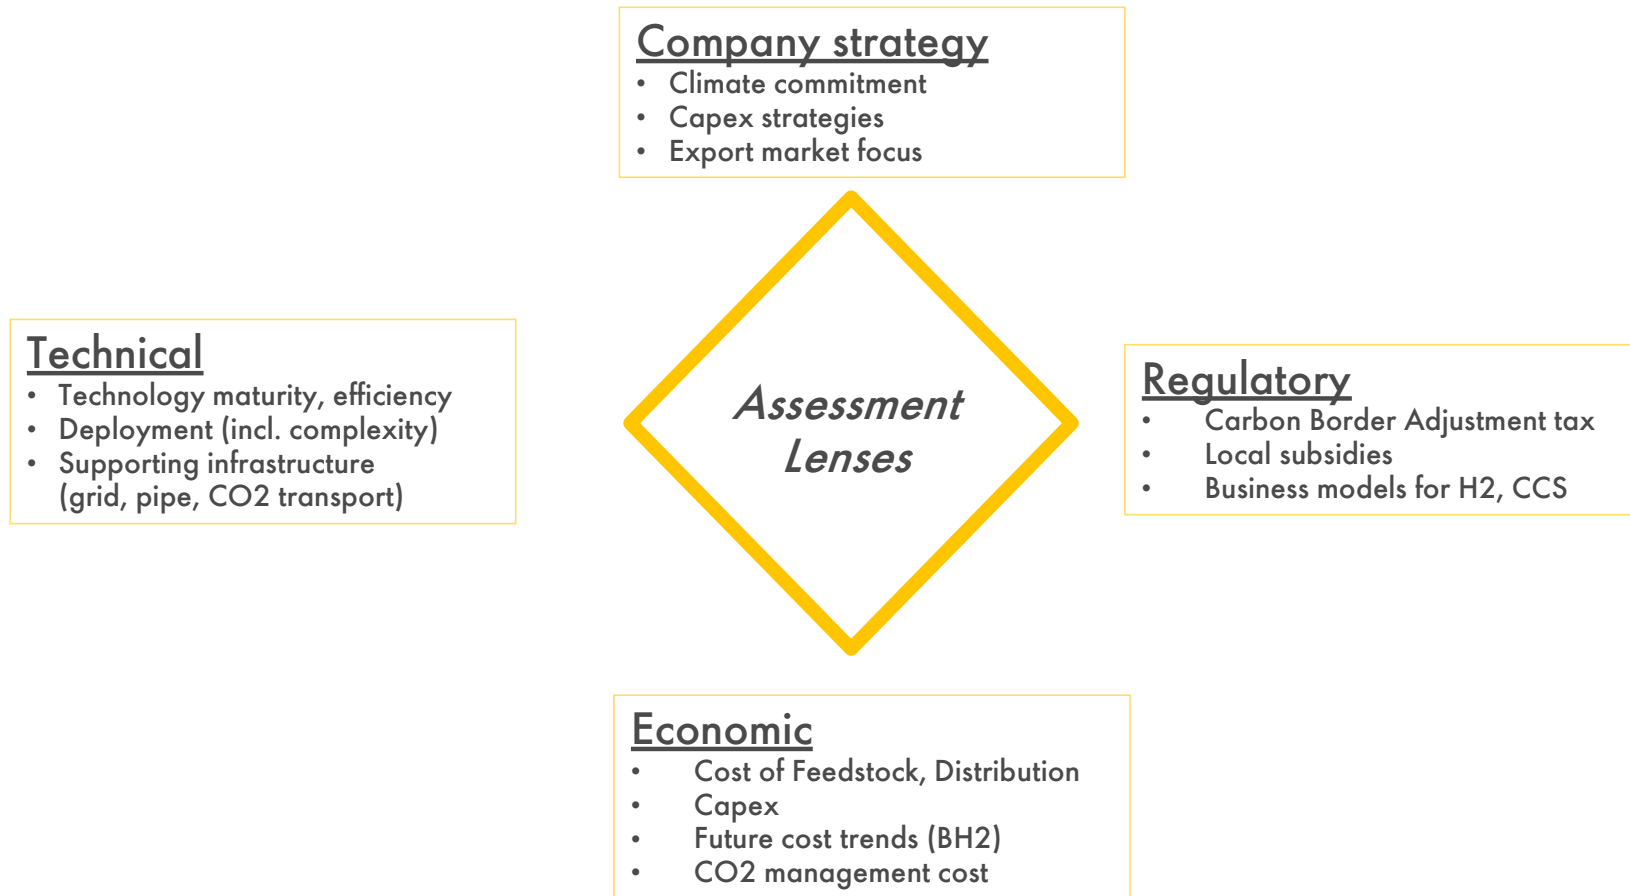 Company strategy
• Climate commitment
• Capex strategies
• Export market focus
Technical
• Technology maturity, efficiency
• Deployment (incl. complexity)
• Supporting infrastructure
(grid, pipe, CO2 transport)
Assessment
Lenses
Regulatory
• Carbon Border Adjustment tax
• Local subsidies
• Business models for H2, CCS
Economic
• Cost of Feedstock, Distribution
• Capex
• Future cost trends (BH2)
• CO2 management cost